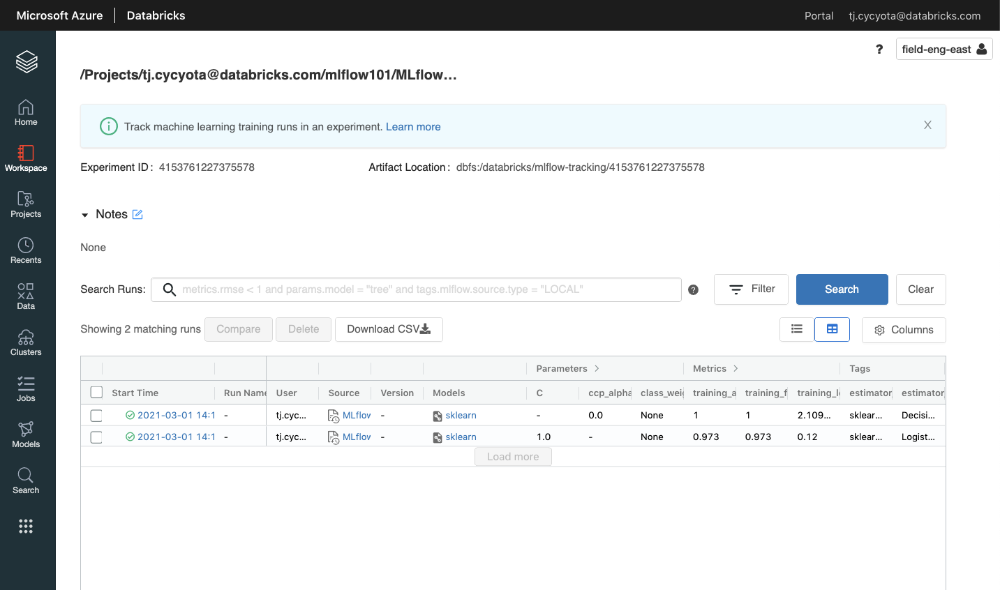 Microsoft Azure Databricks Portal tj.cycyota@databricks.com
? field-eng-east
/Projects/tj.cycyota@databricks.com/mlflow101/MLflow...
Track machine learning training runs in an experiment. Learn more X
Experiment ID: 4153761227375578 Artifact Location: dbfs:/databricks/mlflow-tracking/4153761227375578
Notes
None
Search Runs: metrics.rmse < 1 and params.model = "tree" and tags.mlflow.source.type = "LOCAL" ? Filter Search Clear
Showing 2 matching runs Compare Delete Download CSV Columns
Parameters > Metrics > Tags
Start Time Run Name User Source Version Models C ccp_alpha class_weig training_a training_f training_l estimator estimator
2021-03-01 14:1 - tj.cyc... MLflow - sklearn - 0.0 None 1 1 2.109... sklear... Decisi...
2021-03-01 14:1 - tj.cyc... MLflow - sklearn 1.0 - None 0.973 0.973 0.12 sklear... Logist...
Load more
Home
Workspace
Projects
Recents
Data
Clusters
Jobs
Models
Search